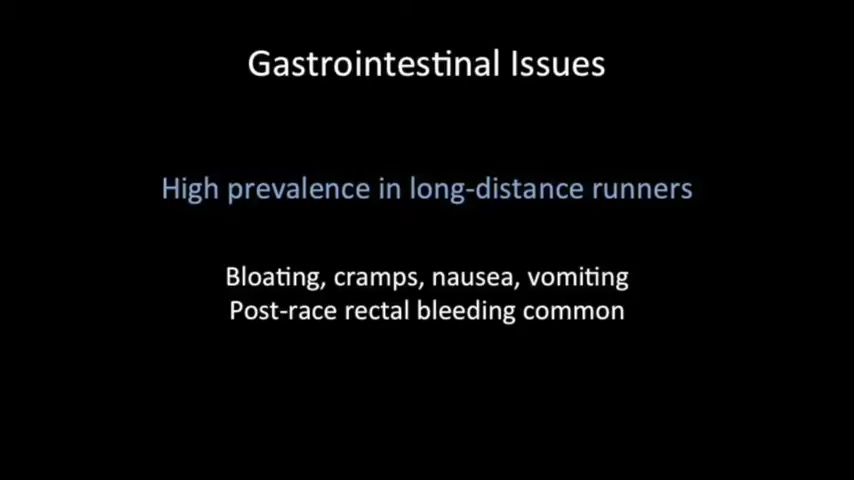 Gastrointestinal Issues
High prevalence in long-distance runners
Bloating, cramps, nausea, vomiting
Post-race rectal bleeding common